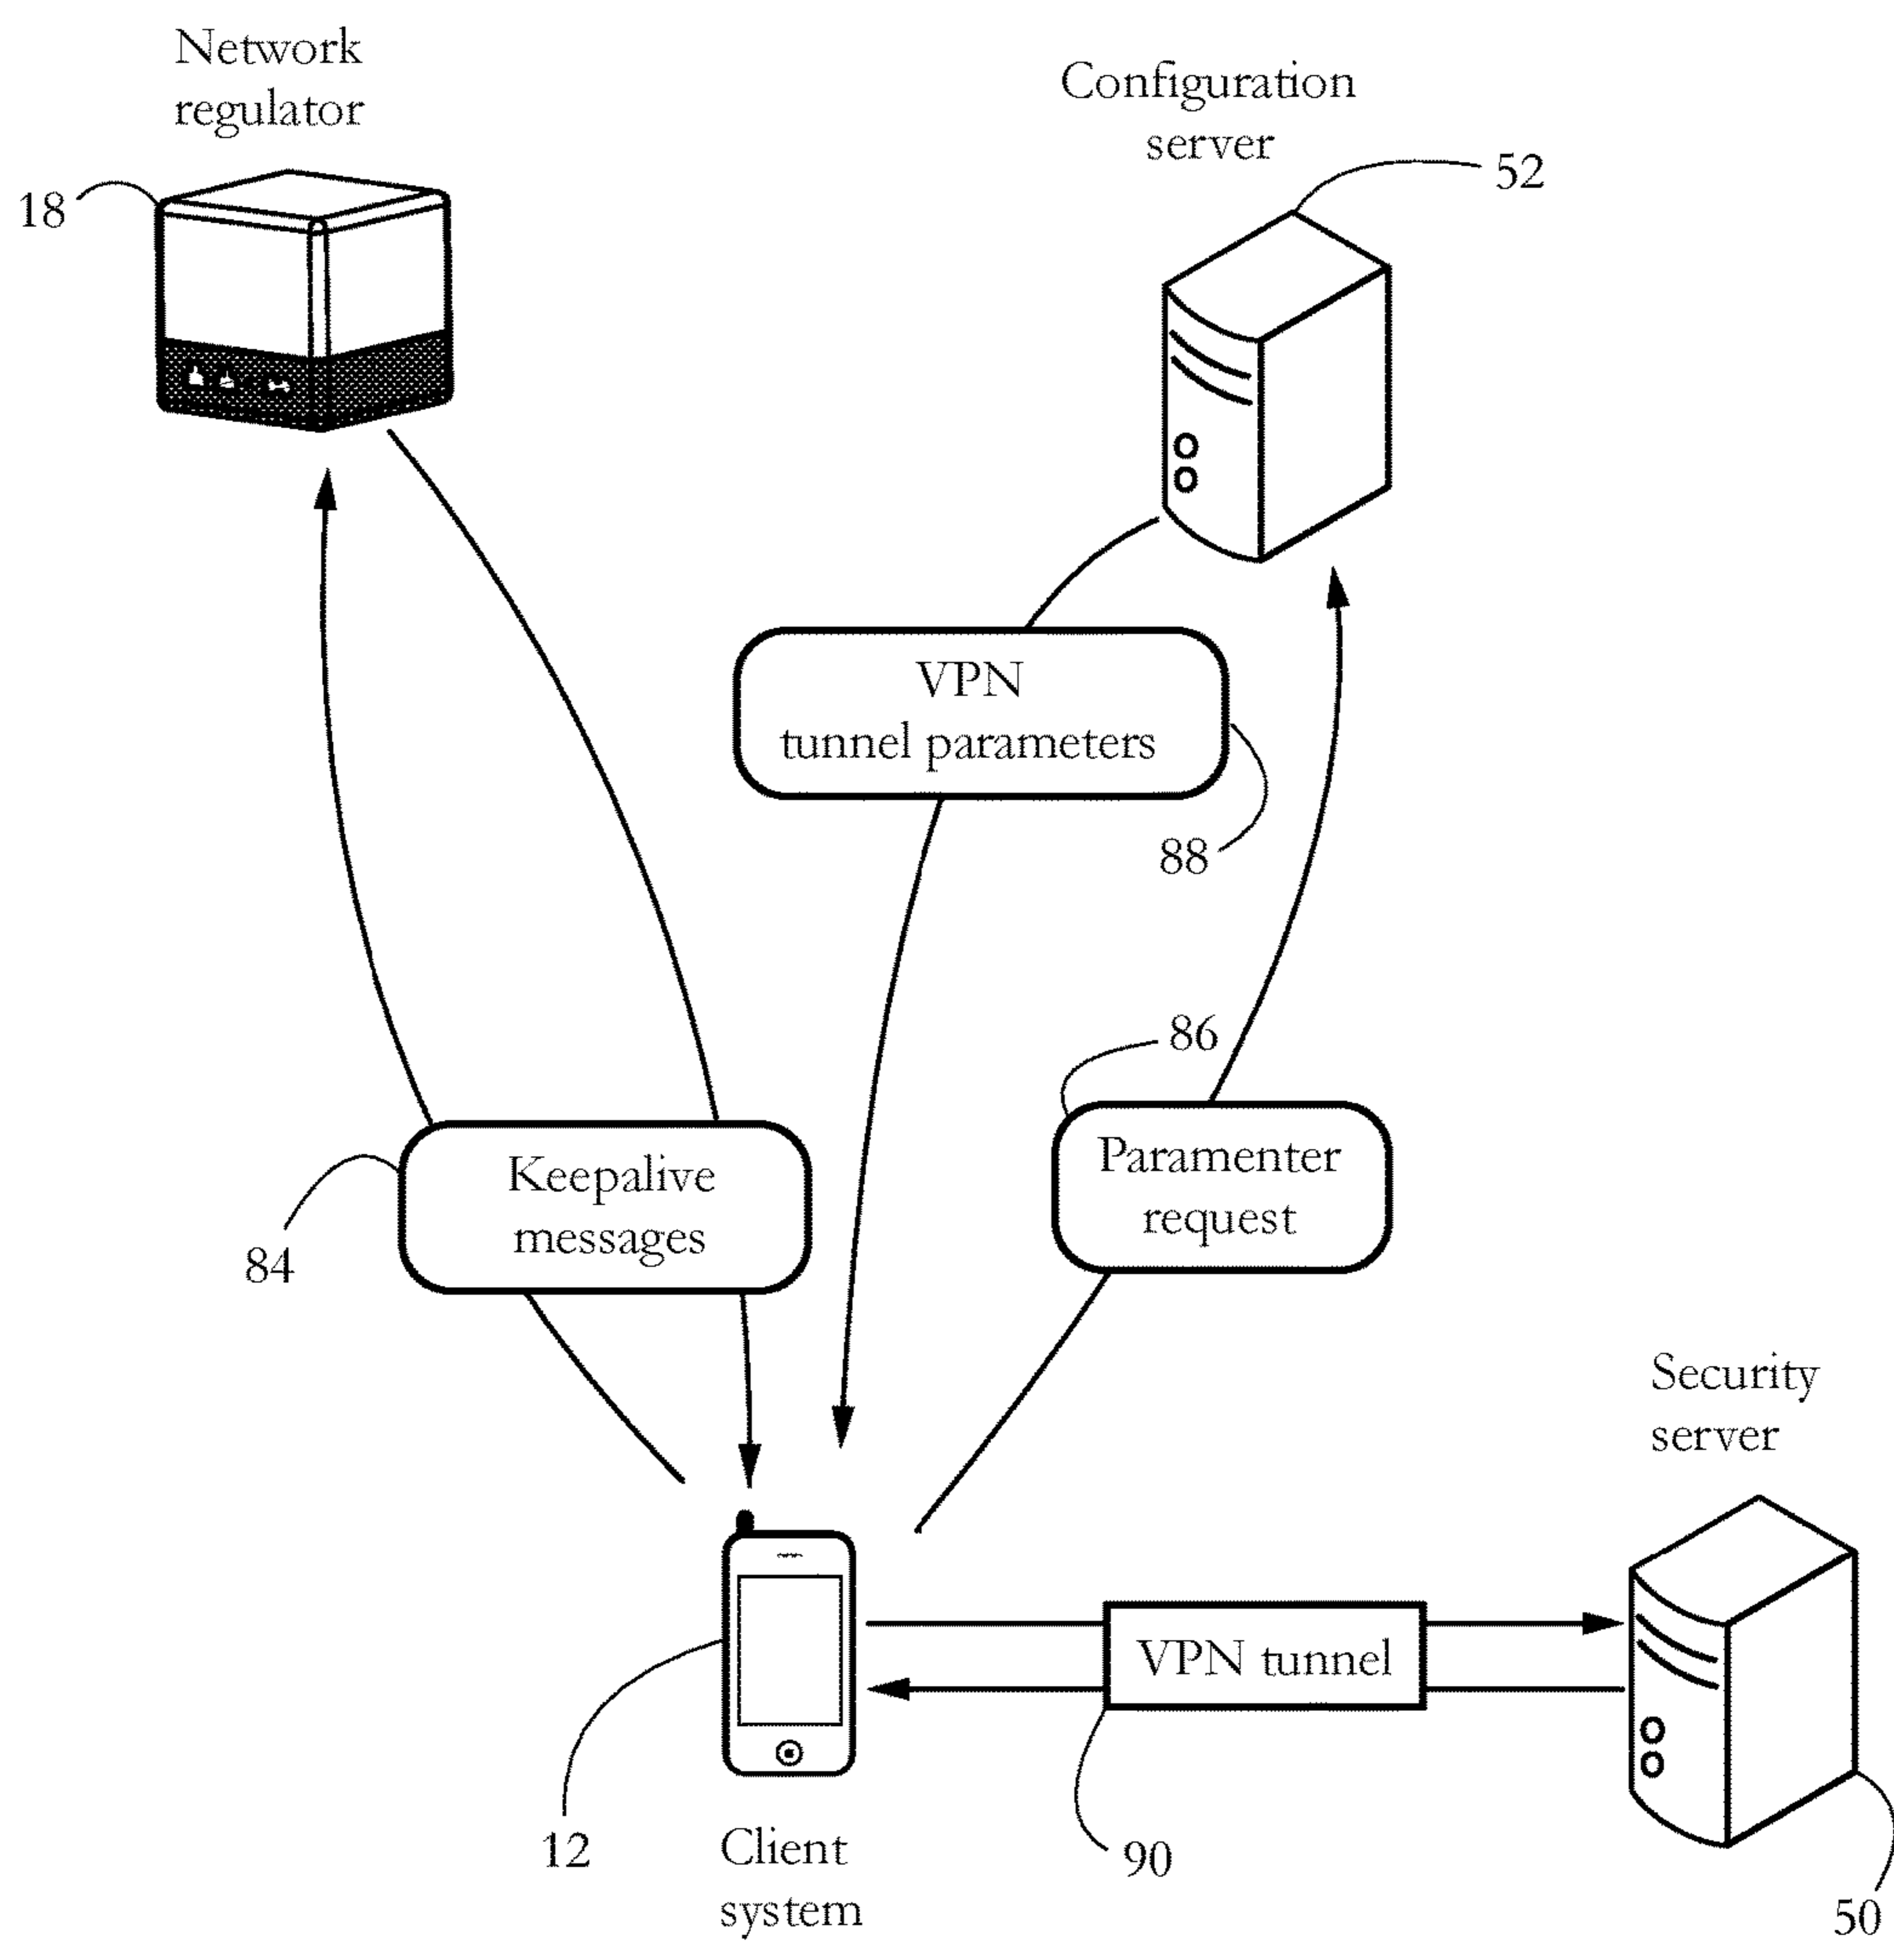 Network
regulator
Configuration
server
52
18
VPN
tunnel parameters
88
86
Paramenter
request
Keepalive
messages
84
Security
server
VPN tunnel
12
Client
system
90
50